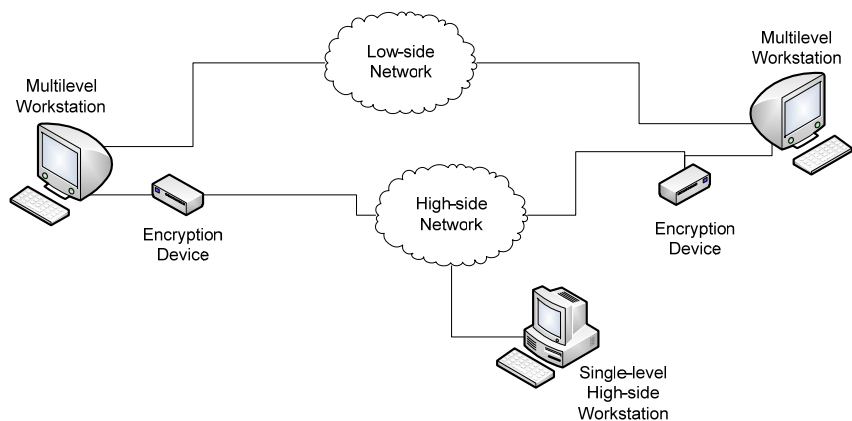 Low-side
Network
Multilevel
Workstation
Multilevel
Workstation
High-side
Network
Encryption
Device
Encryption
Device
Single-level
High-side
Workstation